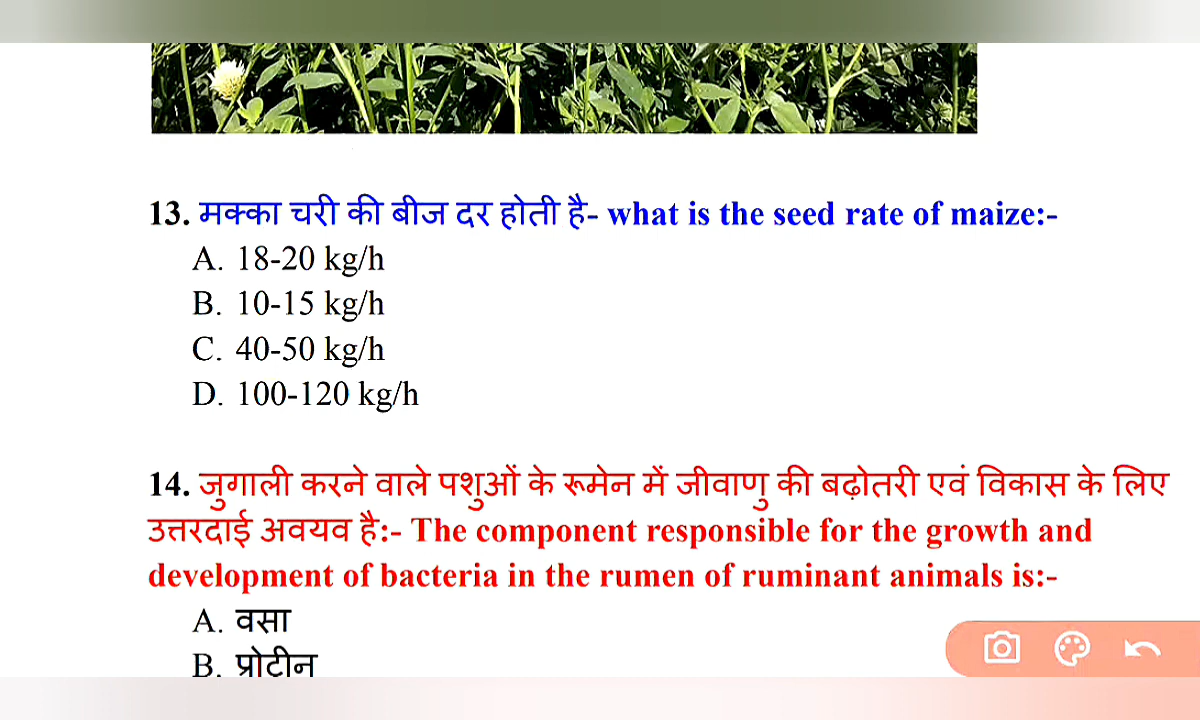 13. मक्का चरी की बीज दर होती है- what is the seed rate of maize:-
A. 18-20 kg/h
B. 10-15 kg/h
C. 40-50 kg/h
D. 100-120 kg/h
14. जुगाली करने वाले पशुओं के रूमेन में जीवाणु की बढ़ोतरी एवं विकास के लिए
उत्तरदाई अवयव है:- The component responsible for the growth and
development of bacteria in the rumen of ruminant animals is:-
A. वसा
B. प्रोटीन